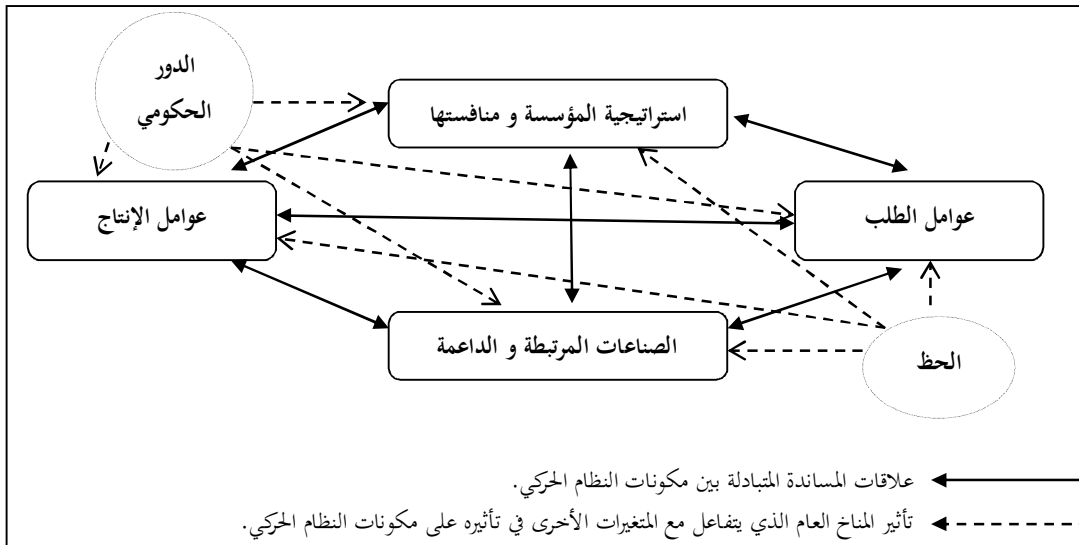 الدور
الحكومي
استراتيجية المؤسسة و منافستها
عوامل الطلب
عوامل الإنتاج
الصناعات المرتبطة و الداعمة
الحظ
علاقات المساندة المتبادلة بين مكونات النظام الحركي.
تأثير المناخ العام الذي يتفاعل مع المتغيرات الأخرى في تأثيره على مكونات النظام الحركي.